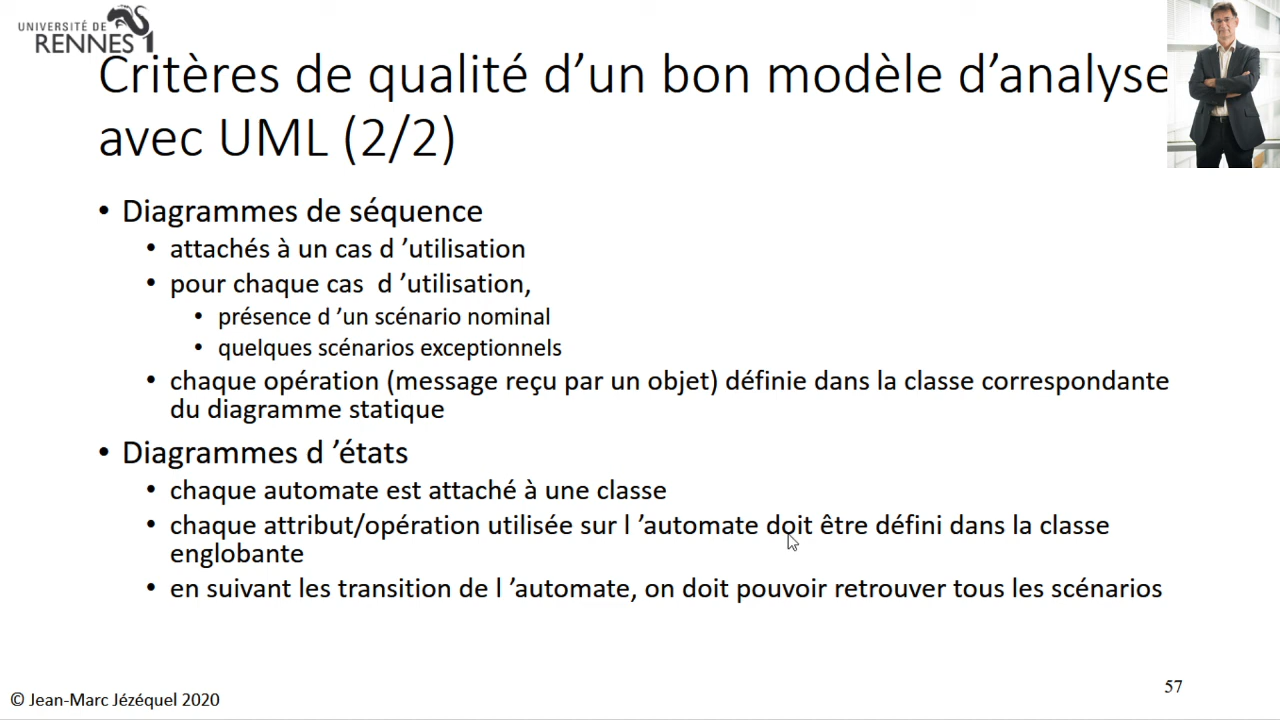 UNIVERSITÉ DE
RENNES 1
Critères de qualité d’un bon modèle d’analyse
avec UML (2/2)
• Diagrammes de séquence
• attachés à un cas d ’utilisation
• pour chaque cas  d ’utilisation,
• présence d ’un scénario nominal
• quelques scénarios exceptionnels
• chaque opération (message reçu par un objet) définie dans la classe correspondante
du diagramme statique
• Diagrammes d ’états
• chaque automate est attaché à une classe
• chaque attribut/opération utilisée sur l ’automate doit être défini dans la classe
englobante
• en suivant les transition de l ’automate, on doit pouvoir retrouver tous les scénarios
57
© Jean-Marc Jézéquel 2020